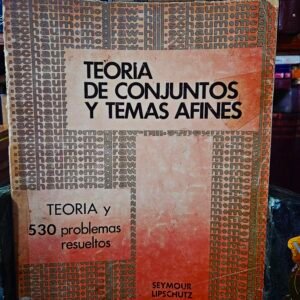 TEORIA
DE CONJUNTOS
Y TEMAS AFINES
TEORIA y
530 problemas
resueltos
SEYMOUR
LIPSCHUTZ